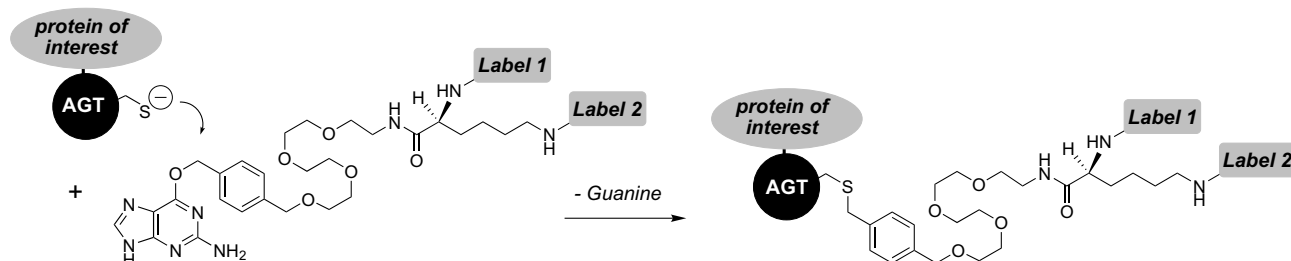 protein of
interest
AGT
S
−
+
O
N
N
N
H
N
NH2
O
O
O
O
H
N
O
H
HN
Label 1
N
H
Label 2
- Guanine
protein of
interest
AGT
S
O
O
O
O
H
N
O
H
HN
Label 1
N
H
Label 2